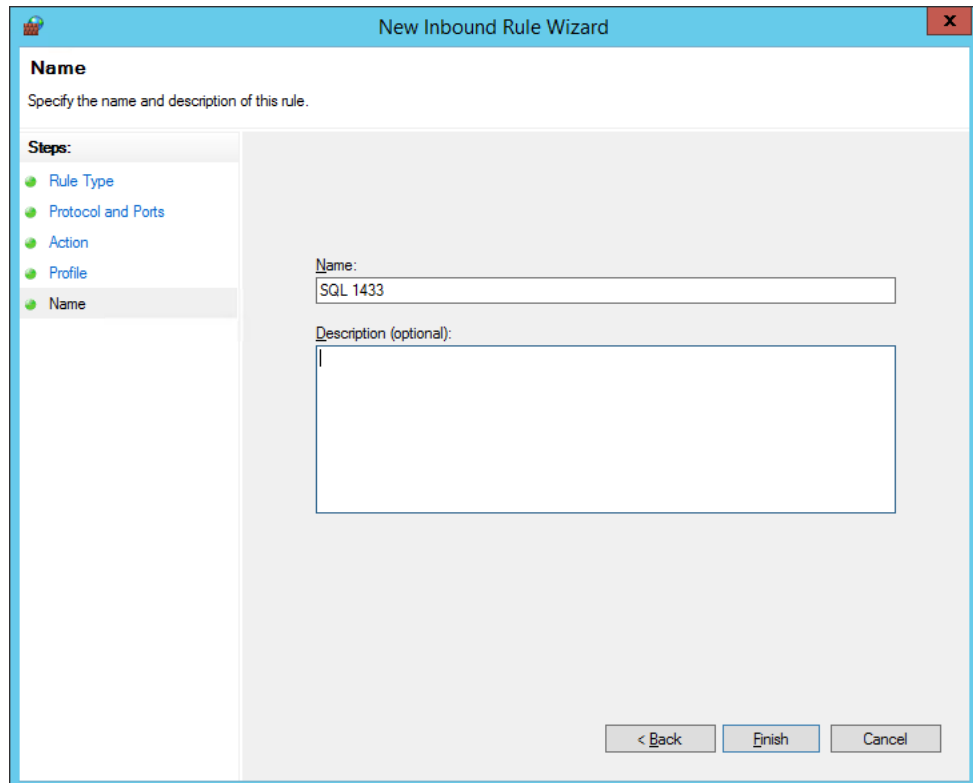 New Inbound Rule Wizard
x
Name
Specify the name and description of this rule.
Steps:
Rule Type
Protocol and Ports
Action
Profile
Name
Name:
SQL 1433
Description (optional):
< Back
Finish
Cancel